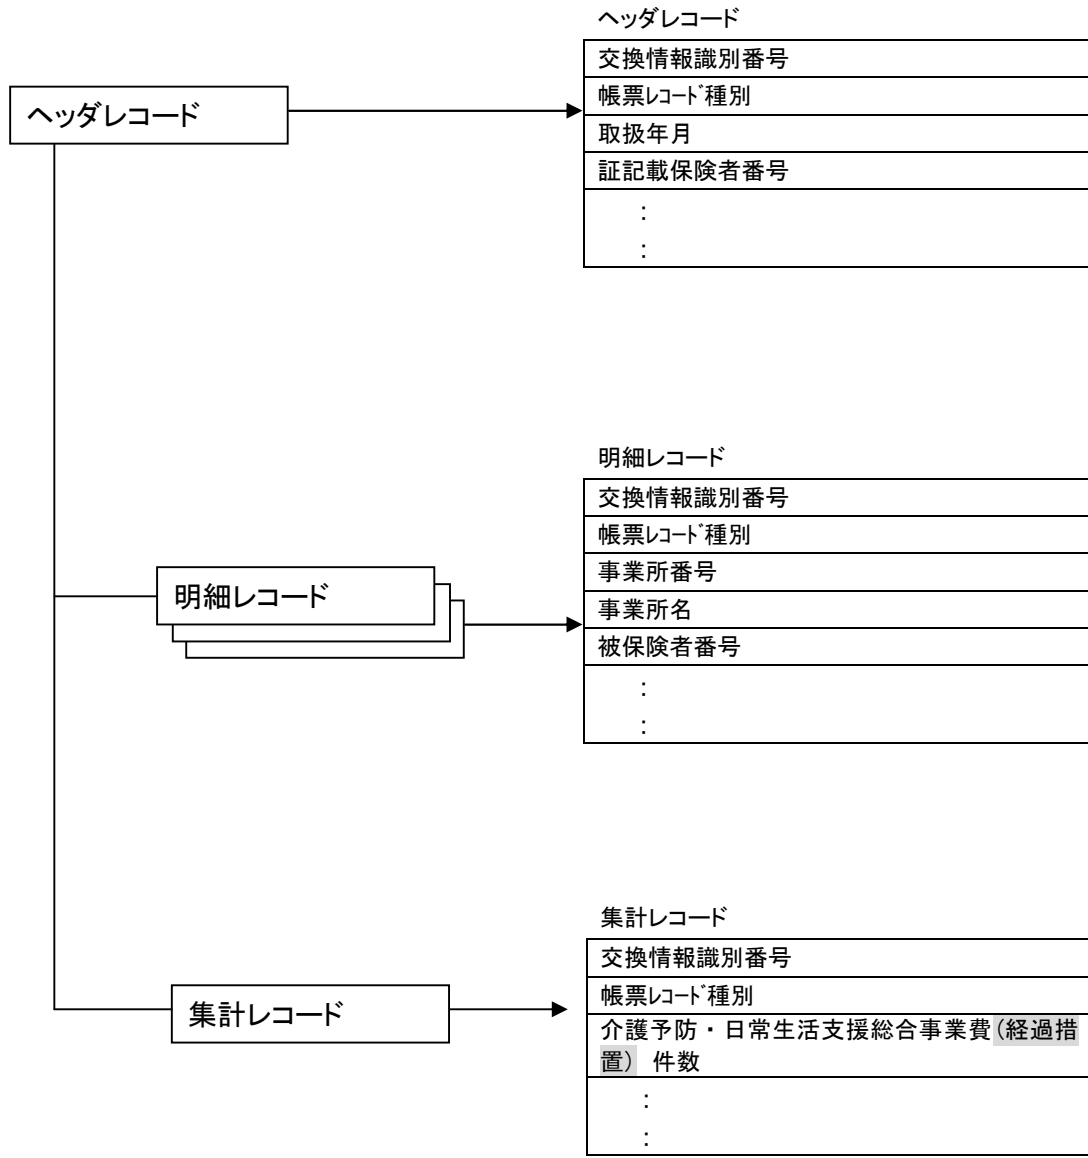 ヘッダレコード
交換情報識別番号
帳票ﾚｺｰﾄﾞ種別
取扱年月
証記載保険者番号
:
:
ヘッダレコード
明細レコード
交換情報識別番号
帳票ﾚｺｰﾄﾞ種別
事業所番号
事業所名
被保険者番号
:
:
明細レコード
集計レコード
交換情報識別番号
帳票ﾚｺｰﾄﾞ種別
介護予防・日常生活支援総合事業費(経過措
置) 件数
:
:
集計レコード